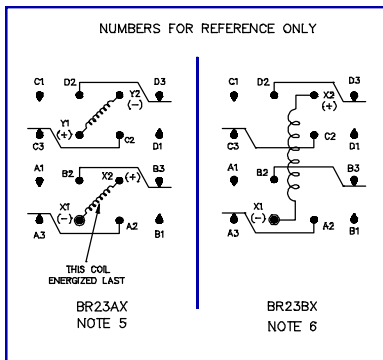 NUMBERS FOR REFERENCE ONLY
C1 D2 Y2 D3
(-)
Y1
(+)
C3 C2 D1
A1 B2 X2 (+) B3
X1
(-)
A3 A2 B1
THIS COIL
ENERGIZED LAST
BR23AX
NOTE 5
C1 D2 X2 D3
(+)
C3 C2 D1
A1 B2 B3
X1
(-)
A3 A2 B1
BR23BX
NOTE 6